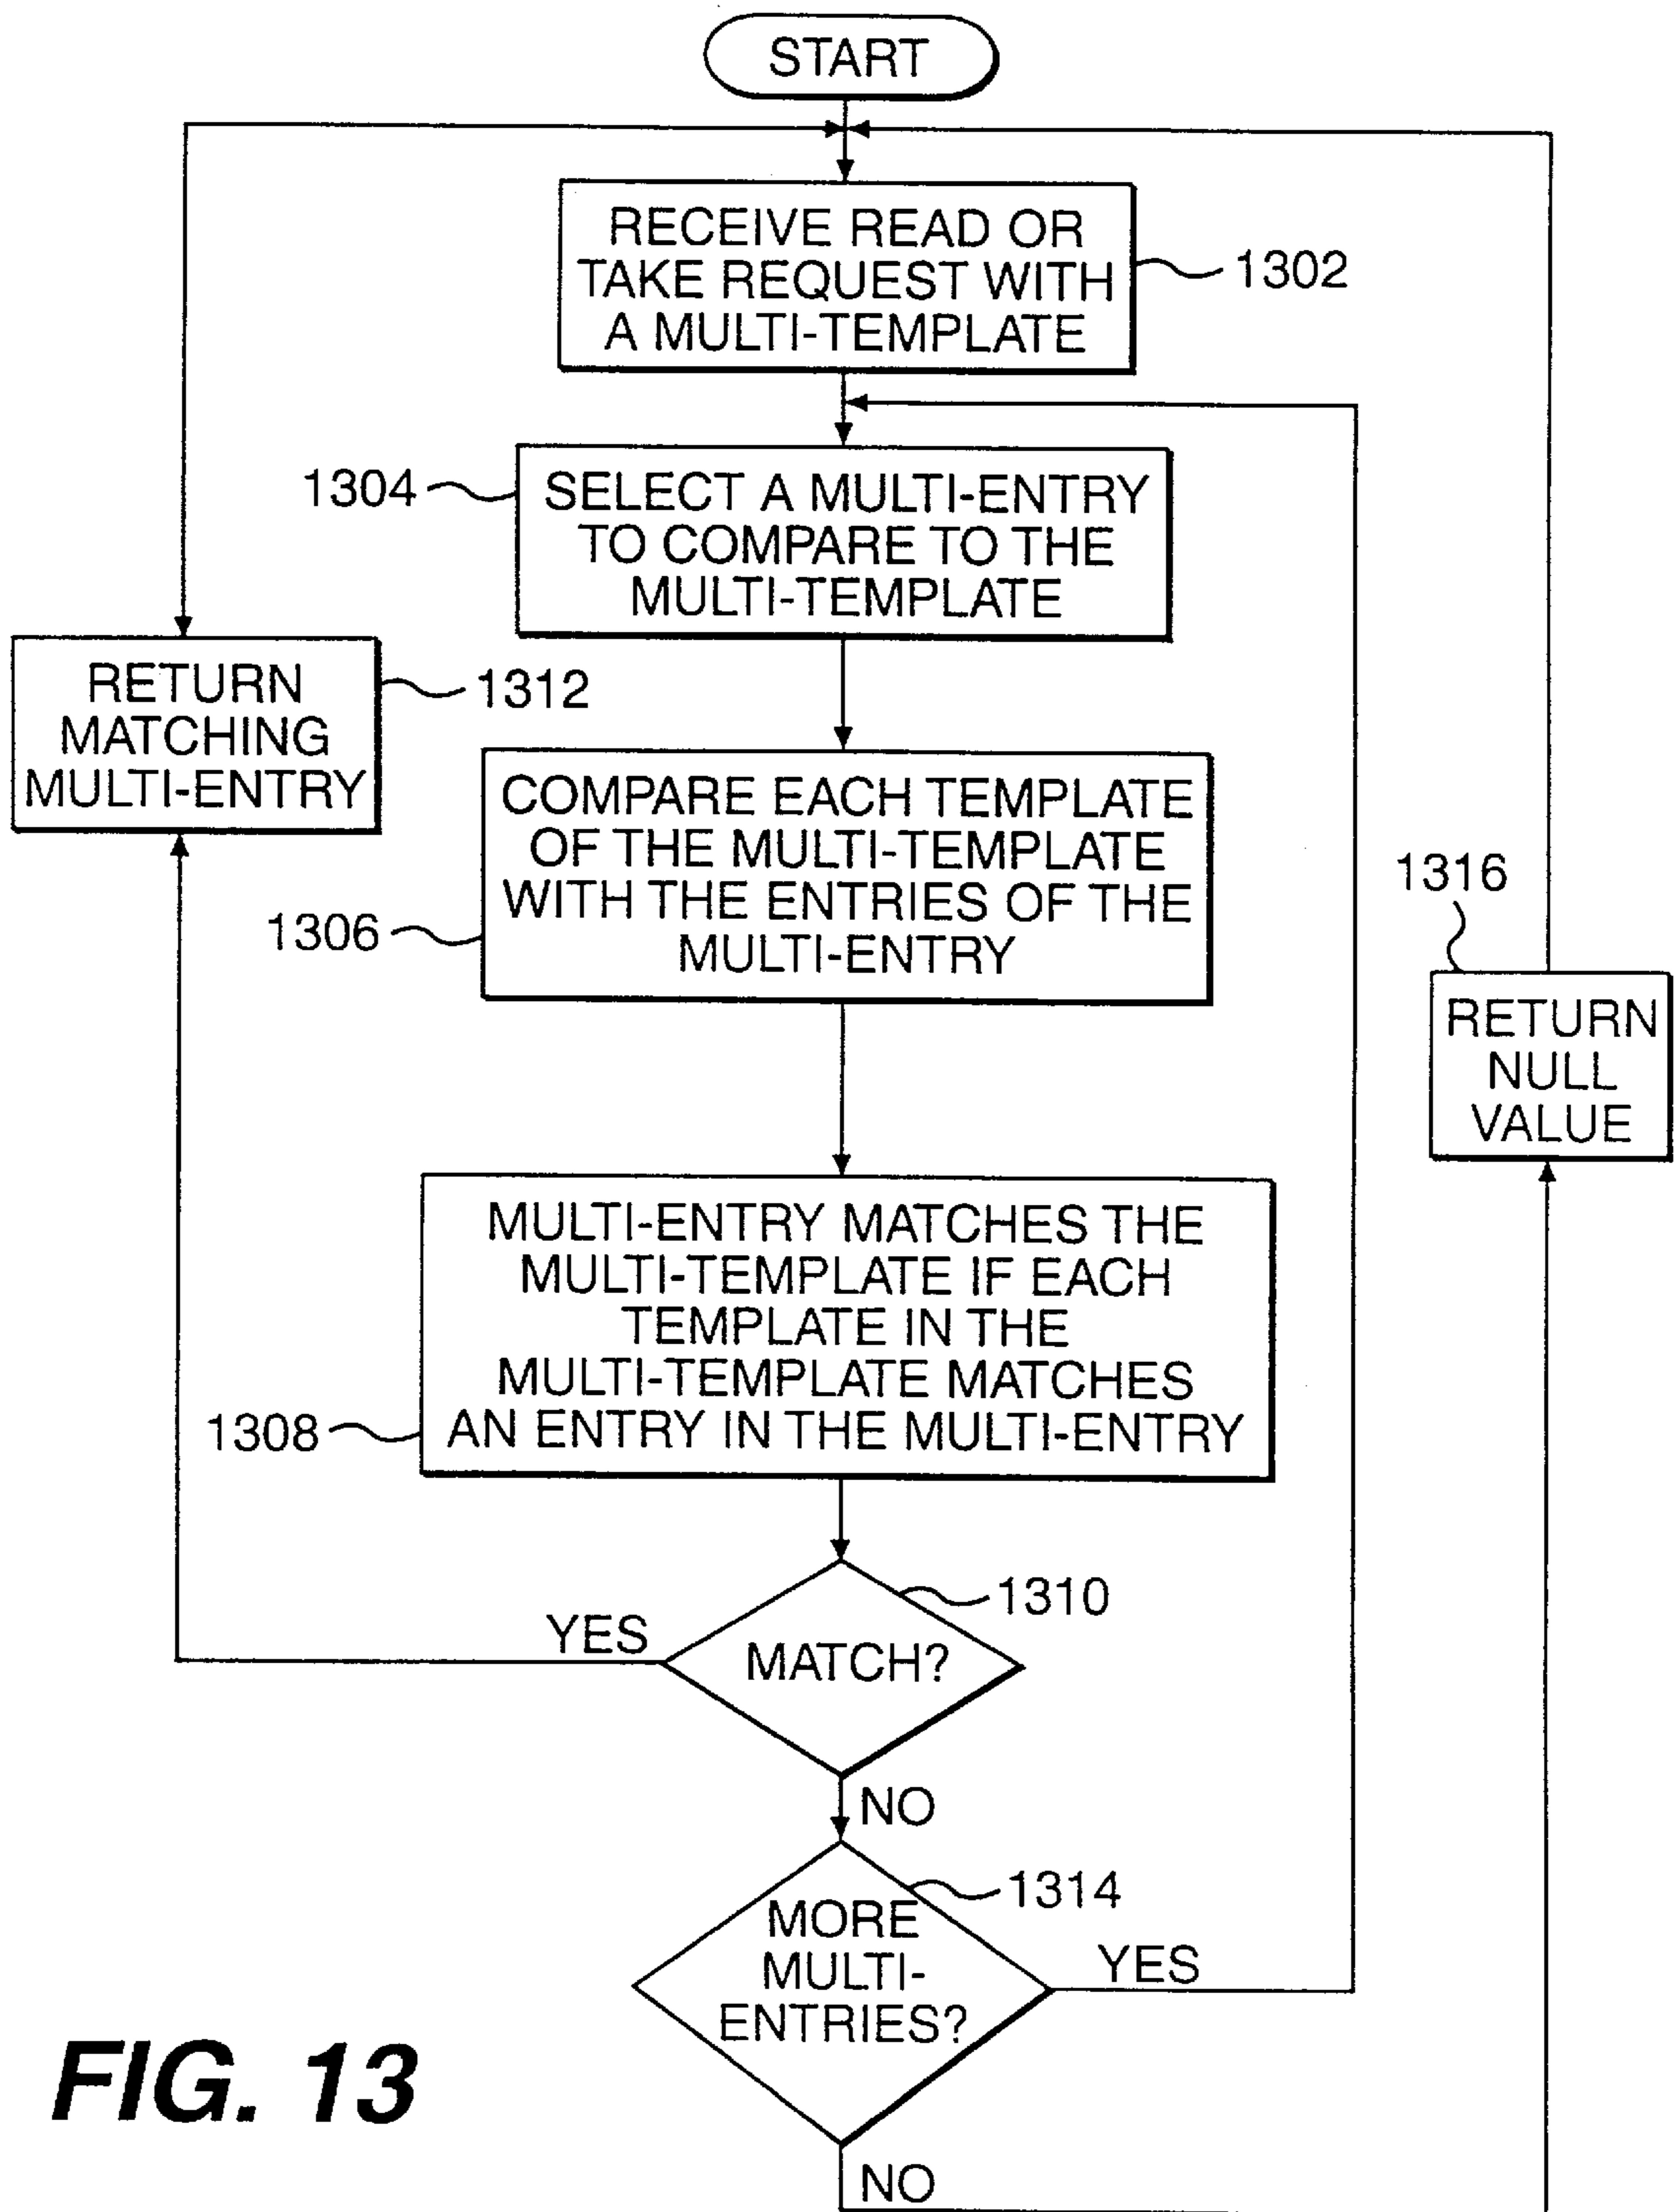 START
RECEIVE READ OR
TAKE REQUEST WITH
A MULTI-TEMPLATE
1302
1304
SELECT A MULTI-ENTRY
TO COMPARE TO THE
MULTI-TEMPLATE
RETURN
MATCHING
MULTI-ENTRY
1312
COMPARE EACH TEMPLATE
OF THE MULTI-TEMPLATE
WITH THE ENTRIES OF THE
MULTI-ENTRY
1306
1316
RETURN
NULL
VALUE
MULTI-ENTRY MATCHES THE
MULTI-TEMPLATE IF EACH
TEMPLATE IN THE
MULTI-TEMPLATE MATCHES
AN ENTRY IN THE MULTI-ENTRY
1308
1310
YES
MATCH?
NO
1314
MORE
MULTI-
ENTRIES?
YES
NO
FIG. 13